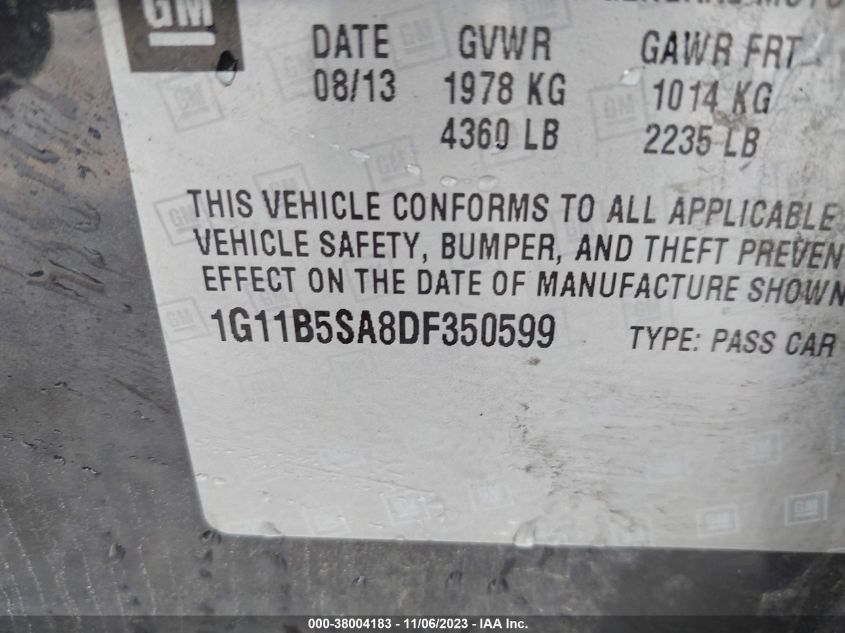 GM
GENERAL MOTO
DATE GVWR GAWR FRT
08/13 1978 KG 1014 KG
4360 LB 2235 LB
THIS VEHICLE CONFORMS TO ALL APPLICABLE
VEHICLE SAFETY, BUMPER, AND THEFT PREVEN
EFFECT ON THE DATE OF MANUFACTURE SHOWN
1G11B5SA8DF350599 TYPE: PASS CAR
000-38004183 - 11/06/2023 - IAA Inc.